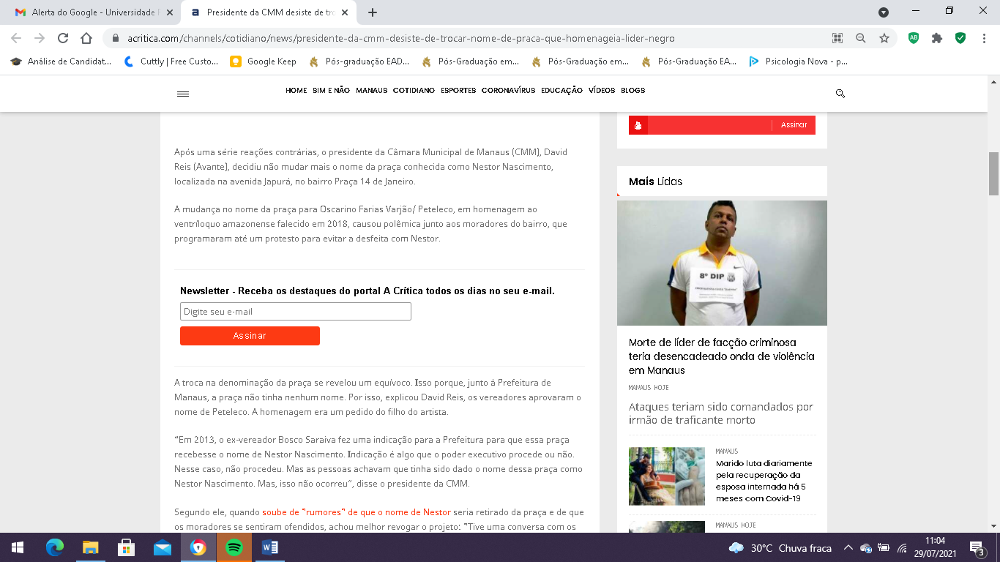 Alerta do Google - Universidade F
Presidente da CMM desiste de tro
acritica.com/channels/cotidiano/news/presidente-da-cmm-desiste-de-trocar-nome-de-praca-que-homenageia-lider-negro
Análise de Candidat...
Cuttly | Free Custo...
Google Keep
Pós-graduação EAD...
Pós-Graduação em...
Pós-Graduação em...
Pós-Graduação EA...
Psicologia Nova - p...
HOME SIM E NÃO MANAUS COTIDIANO ESPORTES CORONAVÍRUS EDUCAÇÃO VÍDEOS BLOGS
Após uma série reações contrárias, o presidente da Câmara Municipal de Manaus (CMM), David
Reis (Avante), decidiu não mudar mais o nome da praça conhecida como Nestor Nascimento,
localizada na avenida Japurá, no bairro Praça 14 de Janeiro.
A mudança no nome da praça para Oscarino Farias Varjão/ Peteleco, em homenagem ao
ventríloquo amazonense falecido em 2018, causou polêmica junto aos moradores do bairro, que
programaram até um protesto para evitar a desfeita com Nestor.
Newsletter - Receba os destaques do portal A Crítica todos os dias no seu e-mail.
Digite seu e-mail
Assinar
A troca na denominação da praça se revelou um equívoco. Isso porque, junto à Prefeitura de
Manaus, a praça não tinha nenhum nome. Por isso, explicou David Reis, os vereadores aprovaram o
nome de Peteleco. A homenagem era um pedido do filho do artista.
“Em 2013, o ex-vereador Bosco Saraiva fez uma indicação para a Prefeitura para que essa praça
recebesse o nome de Nestor Nascimento. Indicação é algo que o poder executivo procede ou não.
Nesse caso, não procedeu. Mas as pessoas achavam que tinha sido dado o nome dessa praça como
Nestor Nascimento. Mas, isso não ocorreu”, disse o presidente da CMM.
Segundo ele, quando soube de "rumores" de que o nome de Nestor seria retirado da praça e de que
os moradores se sentiram ofendidos, achou melhor revogar o projeto: "Tive uma conversa com os
Assinar
Mais Lidas
8º DIP
Morte de líder de facção criminosa
teria desencadeado onda de violência
em Manaus
MANAUS HOJE
Ataques teriam sido comandados por
irmão de traficante morto
MANAUS
Marido luta diariamente
pela recuperação da
esposa internada há 5
meses com Covid-19
MANAUS HOJE
30°C Chuva fraca
11:04
29/07/2021
3